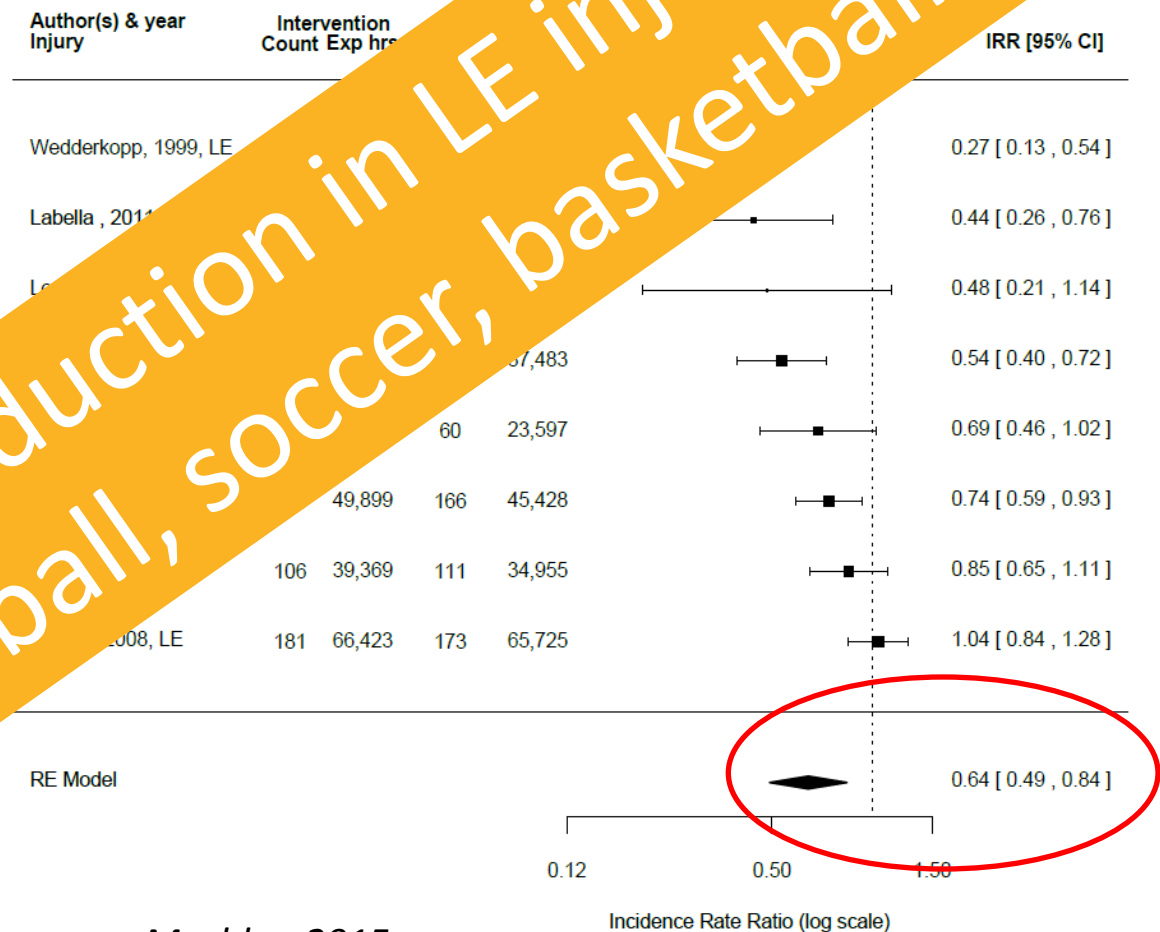 Author(s) & year Intervention
Injury Count Exp hrs IRR [95% CI]
Wedderkopp, 1999, LE 0.27 [ 0.13 , 0.54 ]
Labella , 2011 0.44 [ 0.26 , 0.76 ]
0.48 [ 0.21 , 1.14 ]
0.54 [ 0.40 , 0.72 ]
60 23,597 0.69 [ 0.46 , 1.02 ]
49,899 166 45,428 0.74 [ 0.59 , 0.93 ]
106 39,369 111 34,955 0.85 [ 0.65 , 1.11 ]
2008, LE 181 66,423 173 65,725 1.04 [ 0.84 , 1.28 ]
duction in LE inj
ball, soccer, basketbal
RE Model 0.64 [ 0.49 , 0.84 ]
0.12 0.50 1.50
Incidence Rate Ratio (log scale)
2015